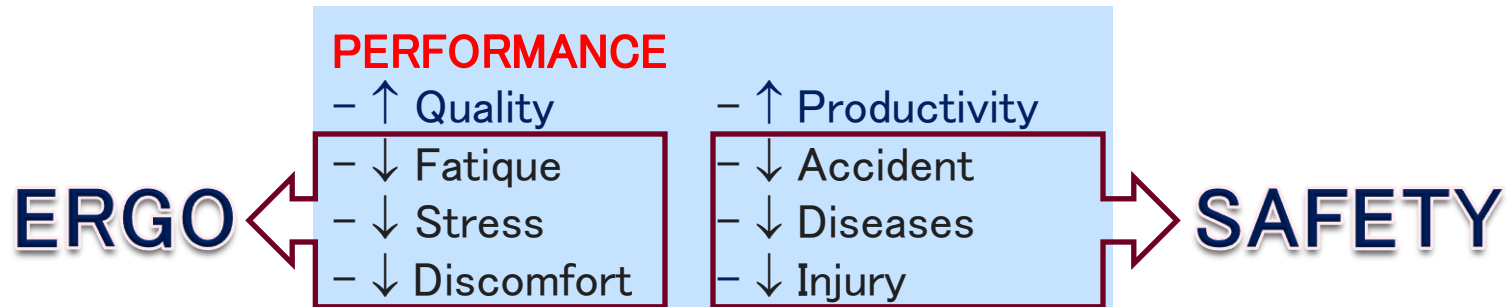 PERFORMANCE
– ↑ Quality – ↑ Productivity
– ↓ Fatique – ↓ Accident
– ↓ Stress – ↓ Diseases
– ↓ Discomfort – ↓ Injury
ERGO
SAFETY